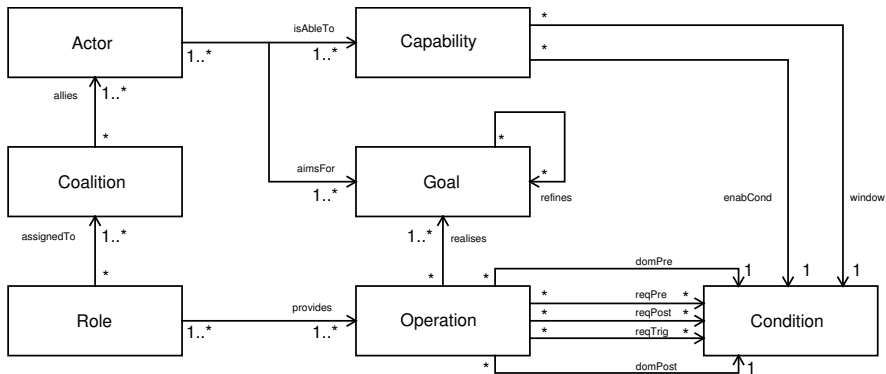 * isAbleTo
Actor Capability
1..* 1..* *
allies 1..*
* *
Coalition aimsFor Goal *
1..* refines enabCond window
assignedTo 1..* 1..* realises
* * * domPre 1 1 1
provides * reqPre *
Role Operation * reqPost * Condition
1..* 1..* * reqTrig *
* domPost 1